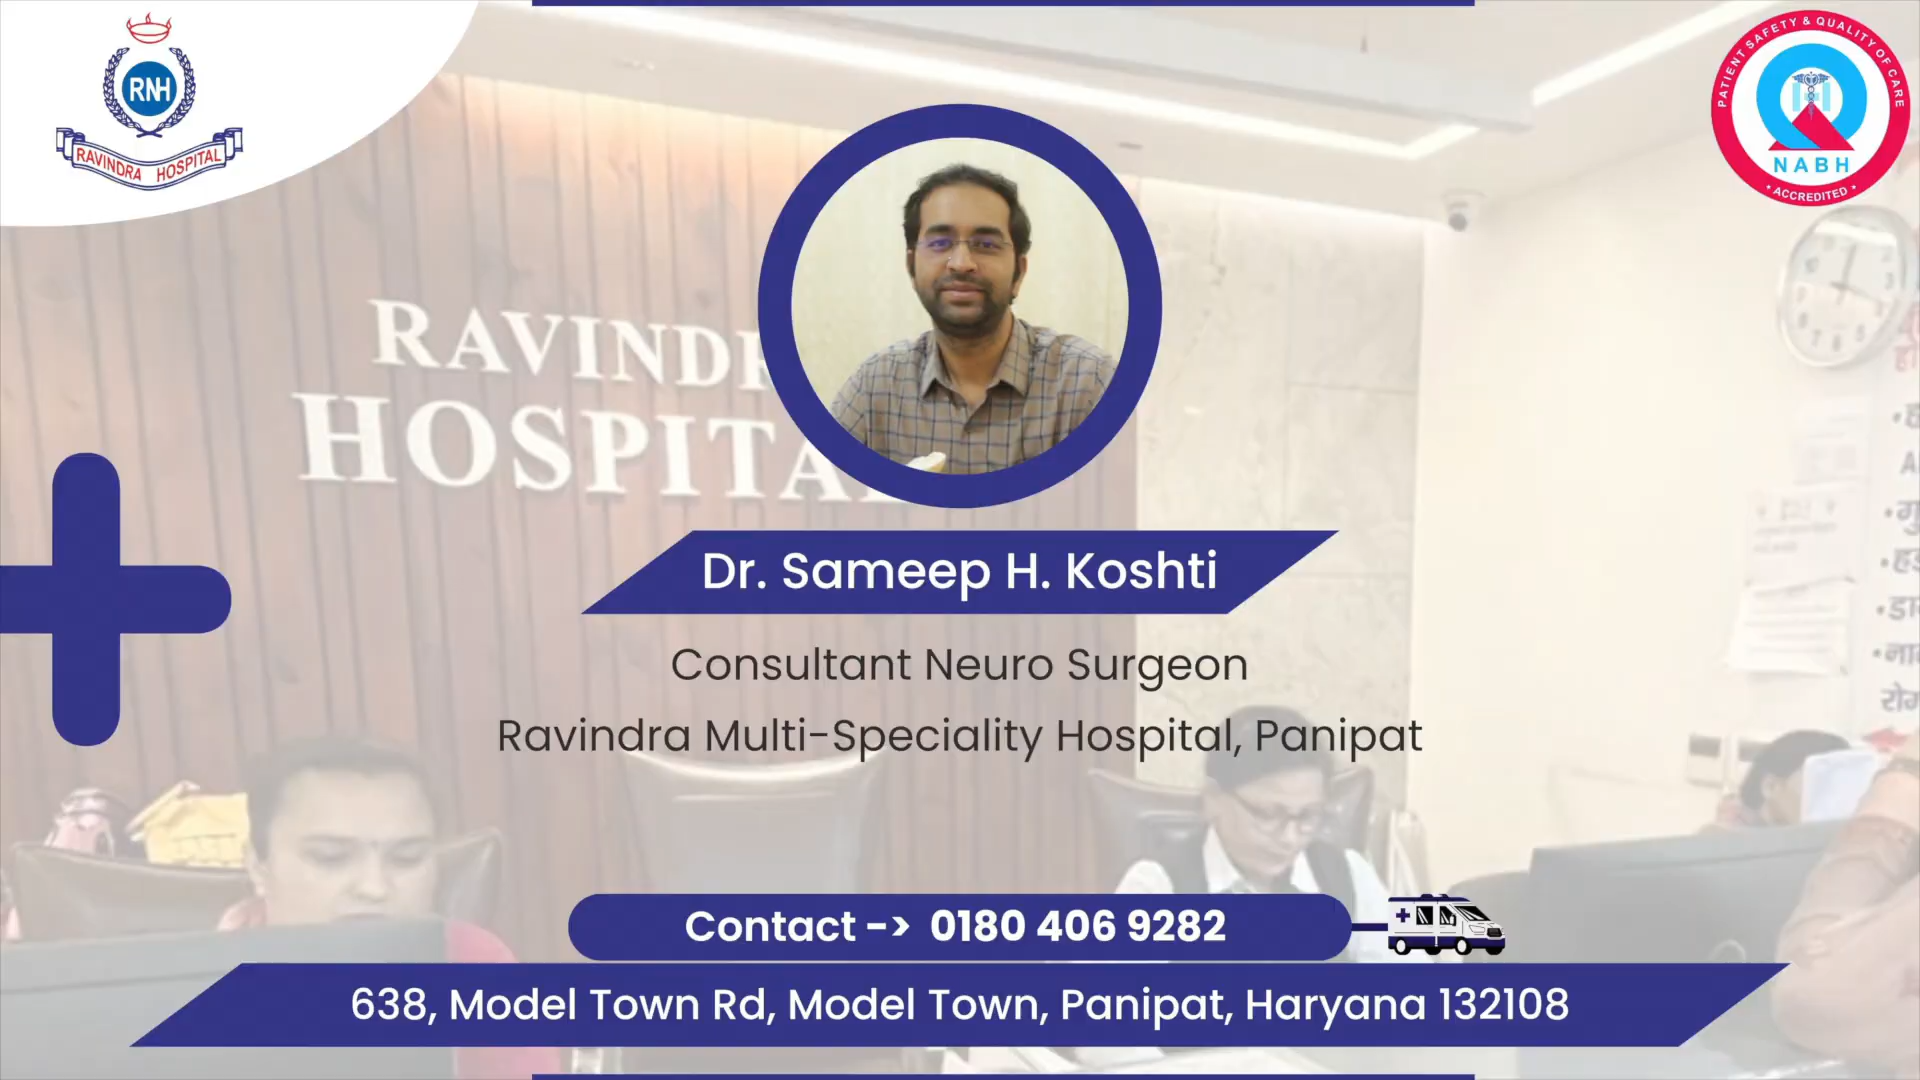 RNH
RAVINDRA HOSPITAL
PATIENT SAFETY & QUALITY OF CARE
NABH
• ACCREDITED •
RAVINDR
HOSPITAL
Dr. Sameep H. Koshti
Consultant Neuro Surgeon
Ravindra Multi-Speciality Hospital, Panipat
Contact -> 0180 406 9282
638, Model Town Rd, Model Town, Panipat, Haryana 132108